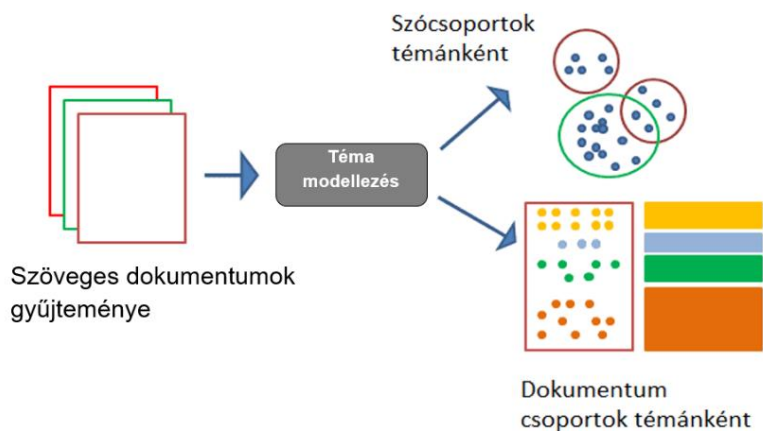 Szócsoportok
témánként
Téma
modellezés
Szöveges dokumentumok
gyűjteménye
Dokumentum
csoportok témánként